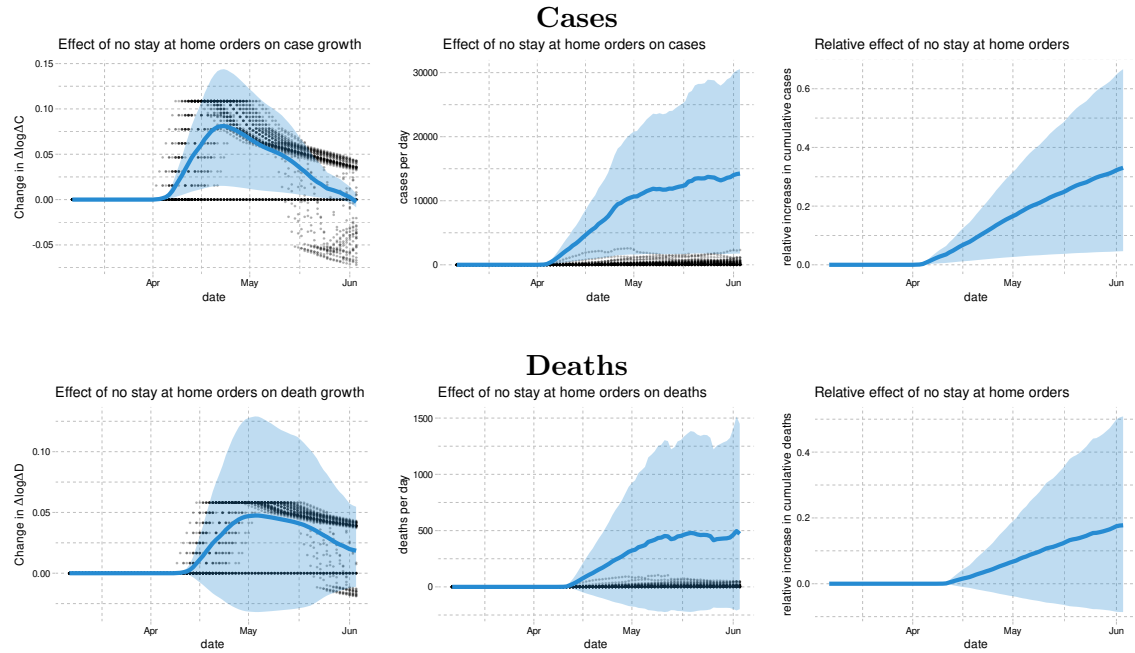 Cases
Effect of no stay at home orders on case growth
Effect of no stay at home orders on cases
Relative effect of no stay at home orders
Change in ΔlogΔC
0.15
0.10
0.05
0.00
-0.05
Apr
May
Jun
date
cases per day
30000
20000
10000
0
Apr
May
Jun
date
relative increase in cumulative cases
0.6
0.4
0.2
0.0
Apr
May
Jun
date
Deaths
Effect of no stay at home orders on death growth
Effect of no stay at home orders on deaths
Relative effect of no stay at home orders
Change in ΔlogΔD
0.10
0.05
0.00
Apr
May
Jun
date
deaths per day
1500
1000
500
0
Apr
May
Jun
date
relative increase in cumulative deaths
0.4
0.2
0.0
Apr
May
Jun
date